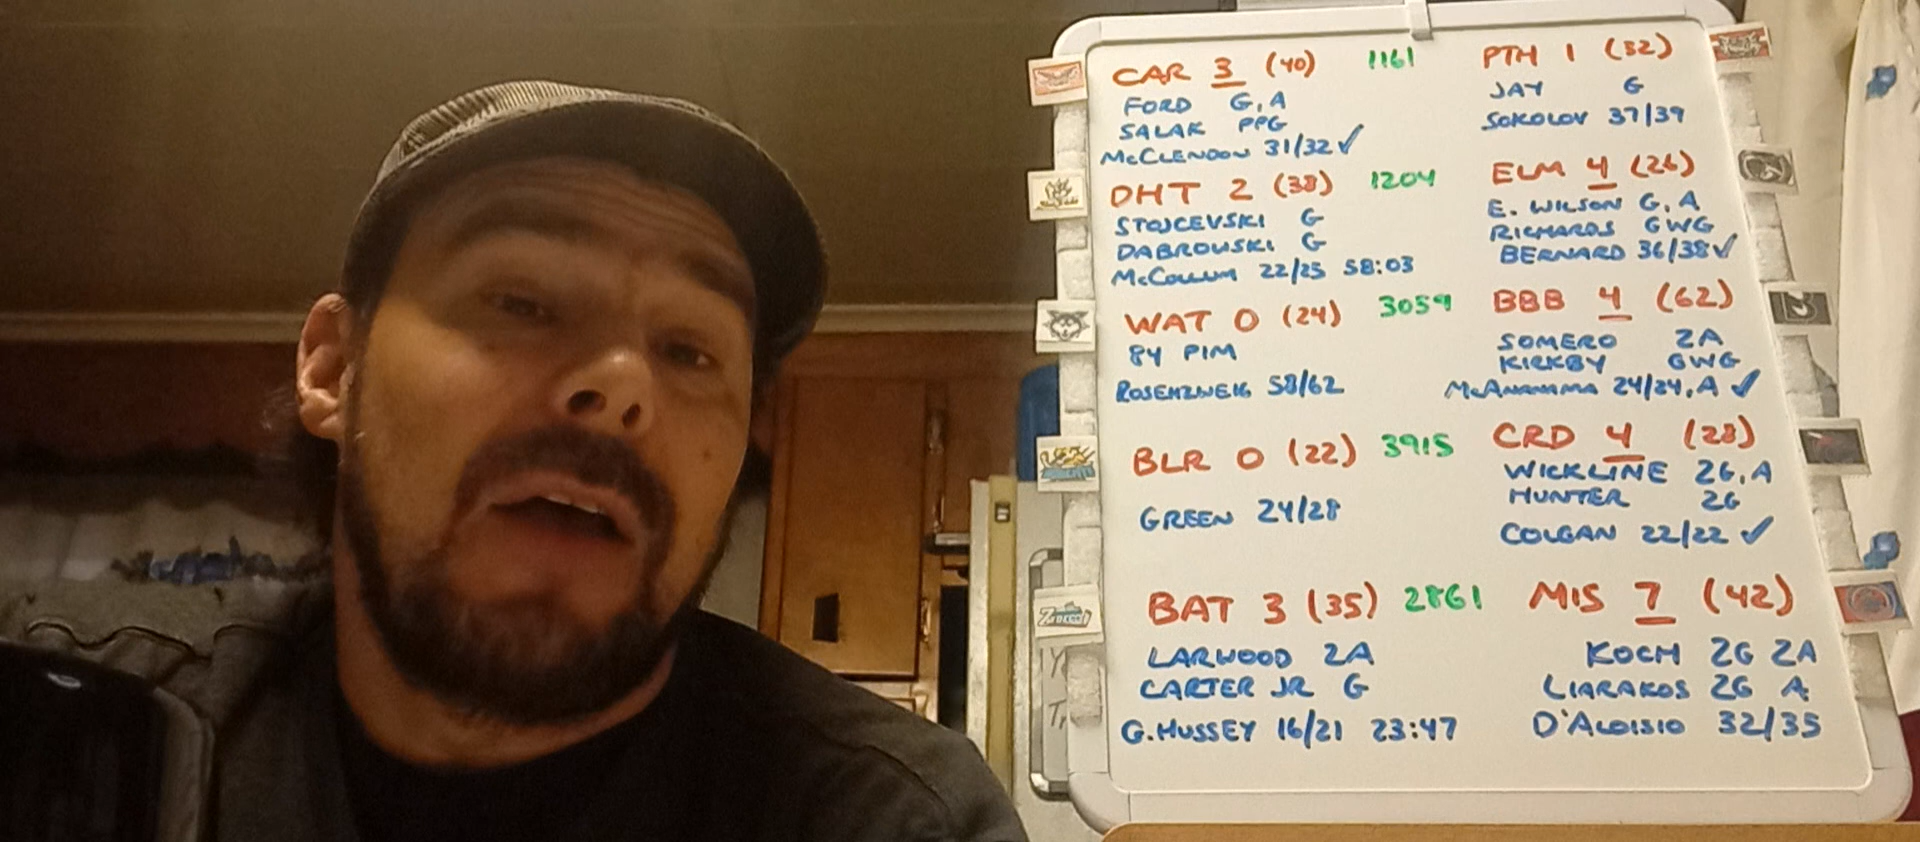 CAR 3 (40) 1161 PTH 1 (32)
FORD G, A JAY G
SALAK PPG SOKOLOV 37/39
McCLENDON 31/32 ✓
DHT 2 (38) 1204 ELM 4 (26)
STOJCEVSKI G E. WILSON G, A
DABROWSKI G RICHARDS GWG
McCOLLUM 22/25 58:03 BERNARD 36/38 ✓
WAT 0 (24) 3059 BBB 4 (62)
84 PIM SOMERO 2A
KIRKBY GWG
ROSENZWEIG 58/62 McANANAMA 24/24, A ✓
BLR 0 (22) 3915 CRD 4 (28)
WICKLINE 2G, A
HUNTER 2G
GREEN 24/28 COLGAN 22/22 ✓
BAT 3 (35) 2861 MIS 7 (42)
LARWOOD 2A KOCH 2G 2A
CARTER JR G LIARAKOS 2G A
G. HUSSEY 16/21 23:47 D'ALOISIO 32/35